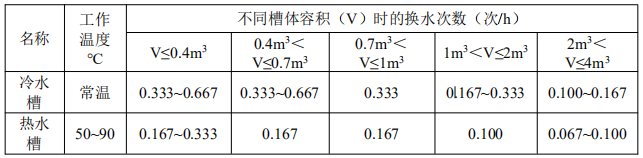 名称 工作温度℃ 不同槽体容积（V）时的换水次数（次/h）
V≤0.4m³ 0.4m³＜V≤0.7m³ 0.7m³＜V≤1m³ 1m³＜V≤2m³ 2m³＜V≤4m³
冷水槽 常温 0.333~0.667 0.333~0.667 0.333 0.167~0.333 0.100~0.167
热水槽 50~90 0.167~0.333 0.167 0.167 0.100 0.067~0.100